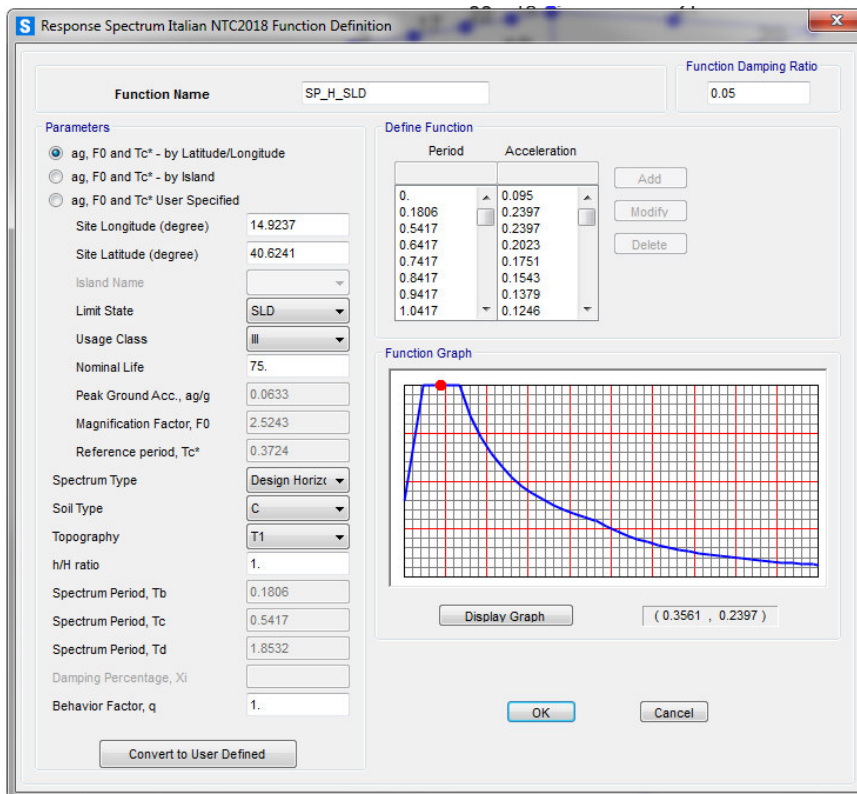 Response Spectrum Italian NTC2018 Function Definition
Function Name
SP_H_SLD
Function Damping Ratio
0.05
Parameters
ag, F0 and Tc* - by Latitude/Longitude
ag, F0 and Tc* - by Island
ag, F0 and Tc* User Specified
Site Longitude (degree)
14.9237
Site Latitude (degree)
40.6241
Island Name
Limit State
SLD
Usage Class
III
Nominal Life
75.
Peak Ground Acc., ag/g
0.0633
Magnification Factor, F0
2.5243
Reference period, Tc*
0.3724
Spectrum Type
Design Horizo
Soil Type
C
Topography
T1
h/H ratio
1.
Spectrum Period, Tb
0.1806
Spectrum Period, Tc
0.5417
Spectrum Period, Td
1.8532
Damping Percentage, Xi
Behavior Factor, q
1.
Convert to User Defined
Define Function
Period Acceleration
0. 0.095
0.1806 0.2397
0.5417 0.2397
0.6417 0.2023
0.7417 0.1751
0.8417 0.1543
0.9417 0.1379
1.0417 0.1246
Add
Modify
Delete
Function Graph
Display Graph
( 0.3561 , 0.2397 )
OK
Cancel